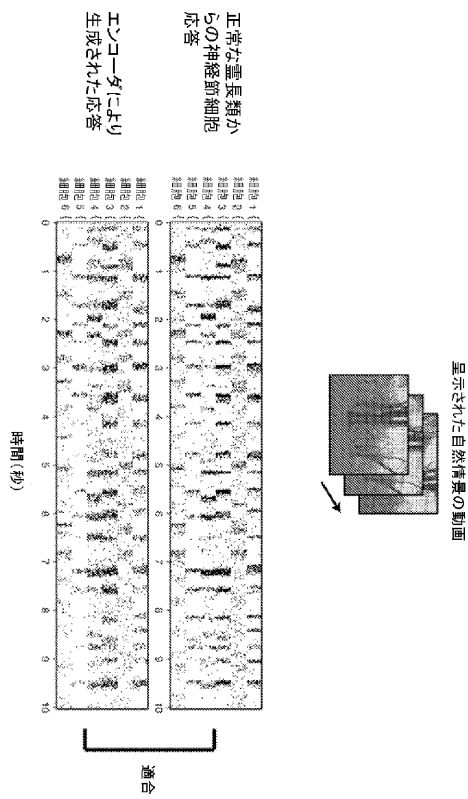 呈示された自然情景の動画
正常な霊長類か
らの神経節細胞
応答
細胞 1
細胞 2
細胞 3
細胞 4
細胞 5
細胞 6
0 1 2 3 4 5 6 7 8 9 10
エンコーダにより
生成された応答
細胞 1
細胞 2
細胞 3
細胞 4
細胞 5
細胞 6
0 1 2 3 4 5 6 7 8 9 10
時間(秒)
適合